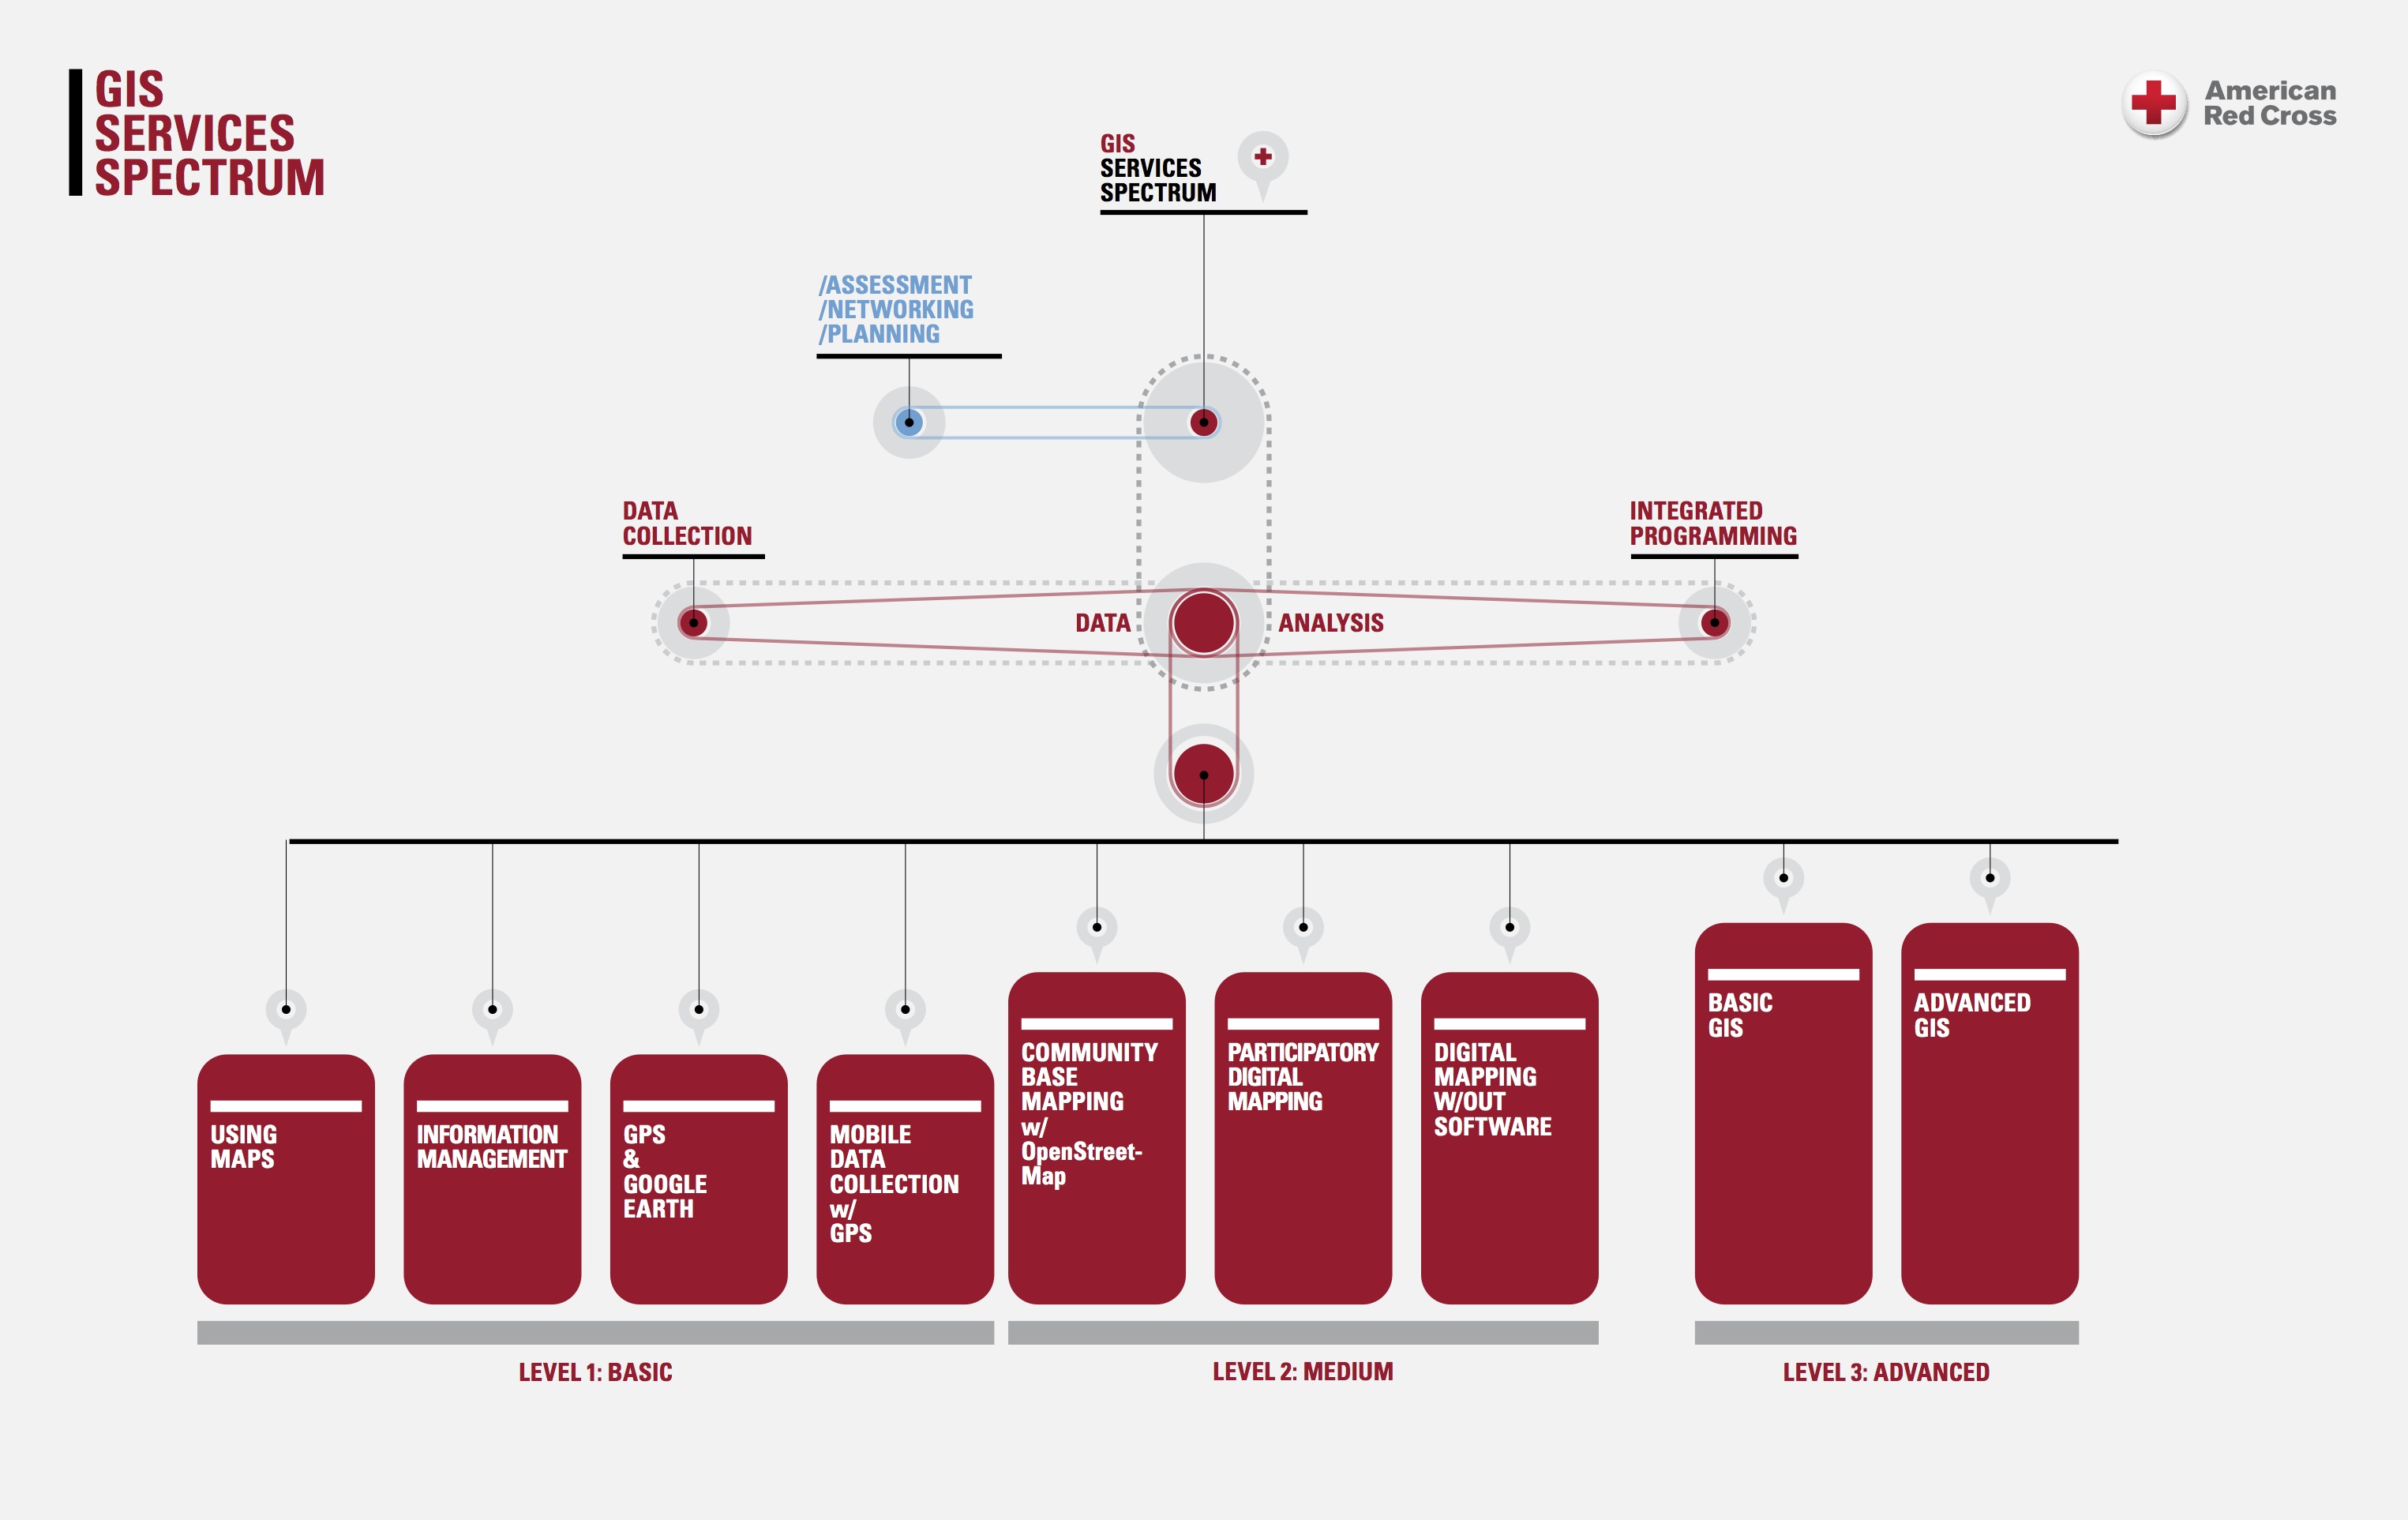 GIS
SERVICES
SPECTRUM
American
Red Cross
GIS
SERVICES
SPECTRUM
/ASSESSMENT
/NETWORKING
/PLANNING
DATA
COLLECTION
INTEGRATED
PROGRAMMING
DATA ANALYSIS
USING
MAPS
INFORMATION
MANAGEMENT
GPS
&
GOOGLE
EARTH
MOBILE
DATA
COLLECTION
w/
GPS
COMMUNITY
BASE
MAPPING
w/
OpenStreet-
Map
PARTICIPATORY
DIGITAL
MAPPING
DIGITAL
MAPPING
W/OUT
SOFTWARE
BASIC
GIS
ADVANCED
GIS
LEVEL 1: BASIC
LEVEL 2: MEDIUM
LEVEL 3: ADVANCED